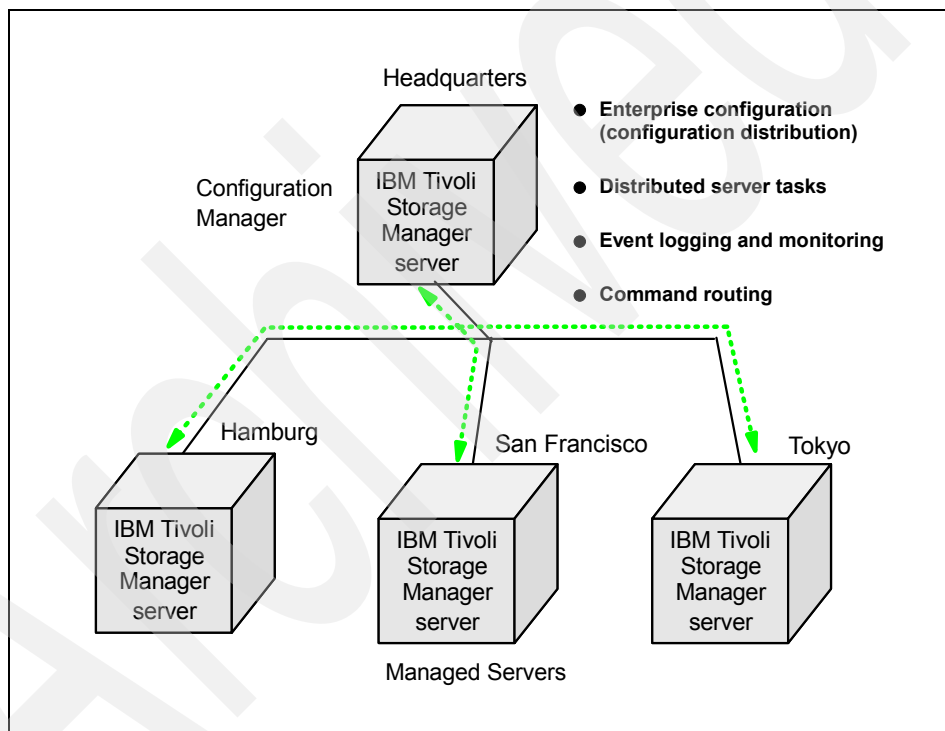 Headquarters
Configuration
Manager
IBM Tivoli
Storage
Manager
server
● Enterprise configuration
(configuration distribution)
● Distributed server tasks
● Event logging and monitoring
● Command routing
Hamburg
San Francisco
Tokyo
IBM Tivoli
Storage
Manager
server
IBM Tivoli
Storage
Manager
server
IBM Tivoli
Storage
Manager
server
Managed Servers
Archived